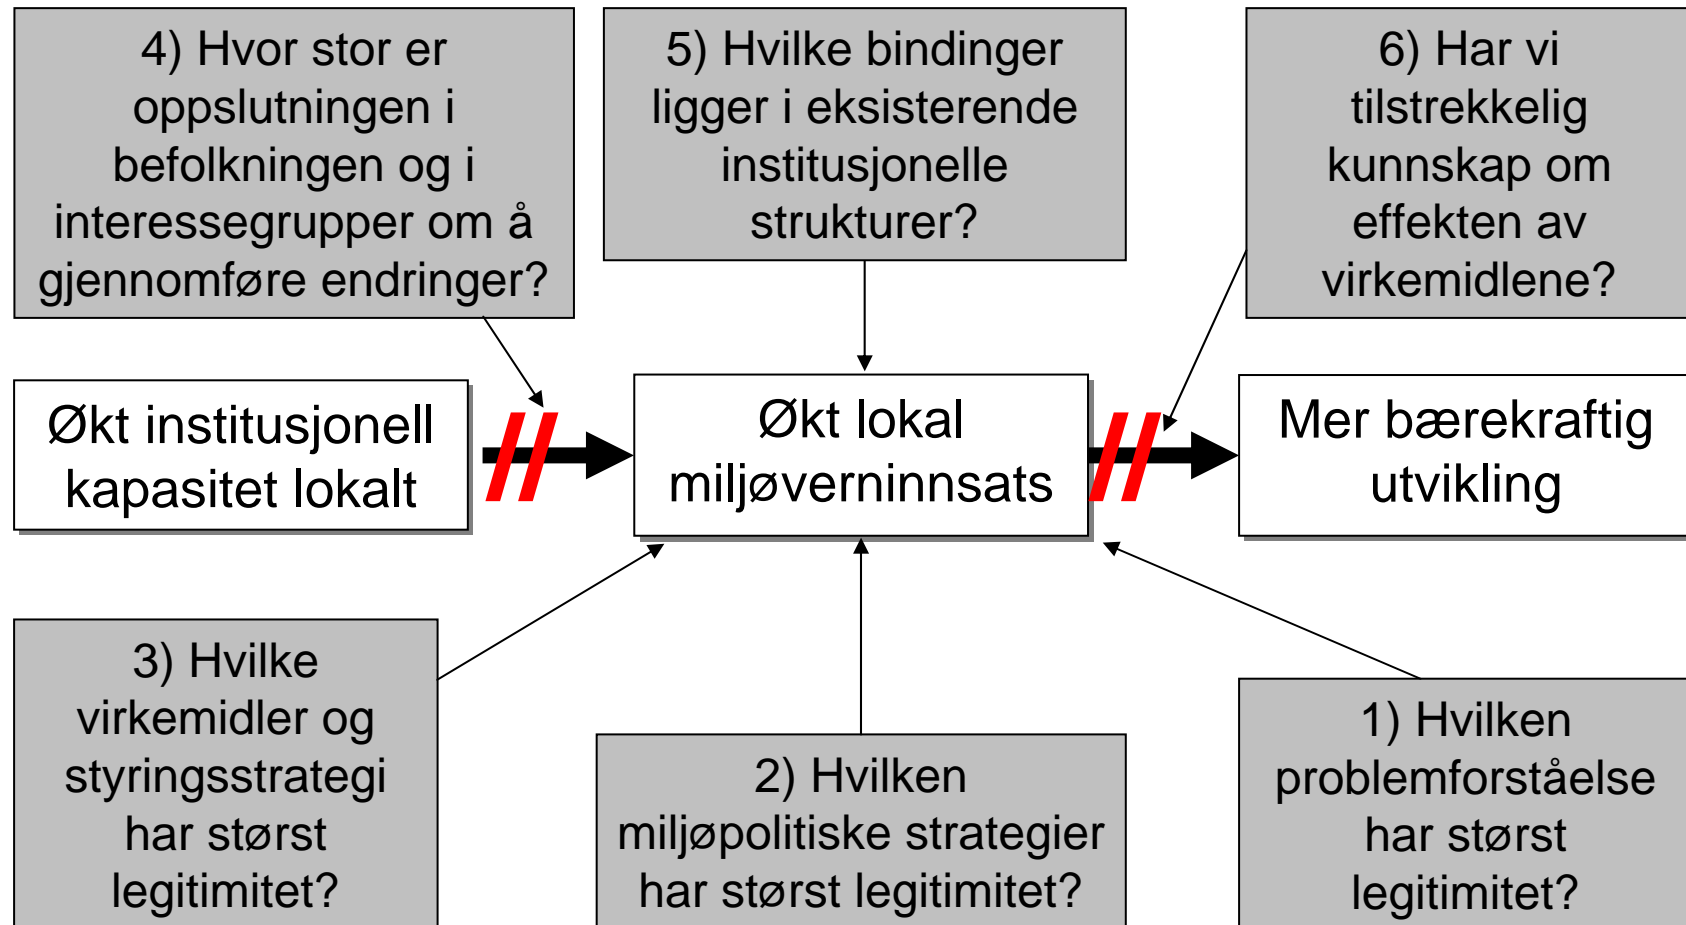 4) Hvor stor er
oppslutningen i
befolkningen og i
interessegrupper om å
gjennomføre endringer?
5) Hvilke bindinger
ligger i eksisterende
institusjonelle
strukturer?
6) Har vi
tilstrekkelig
kunnskap om
effekten av
virkemidlene?
Økt institusjonell
kapasitet lokalt
Økt lokal
miljøverninnsats
Mer bærekraftig
utvikling
3) Hvilke
virkemidler og
styringsstrategi
har størst
legitimitet?
2) Hvilken
miljøpolitiske strategier
har størst legitimitet?
1) Hvilken
problemforståelse
har størst
legitimitet?